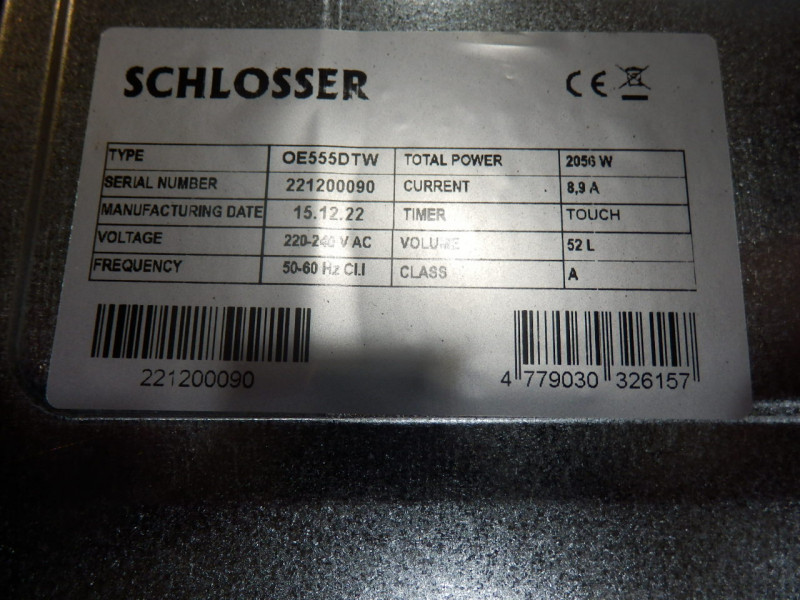 SCHLOSSER
CE
TYPE OE555DTW TOTAL POWER 2056 W
SERIAL NUMBER 221200090 CURRENT 8,9 A
MANUFACTURING DATE 15.12.22 TIMER TOUCH
VOLTAGE 220-240 V AC VOLUME 52 L
FREQUENCY 50-60 Hz Cl.I CLASS A
221200090
4 779030 326157